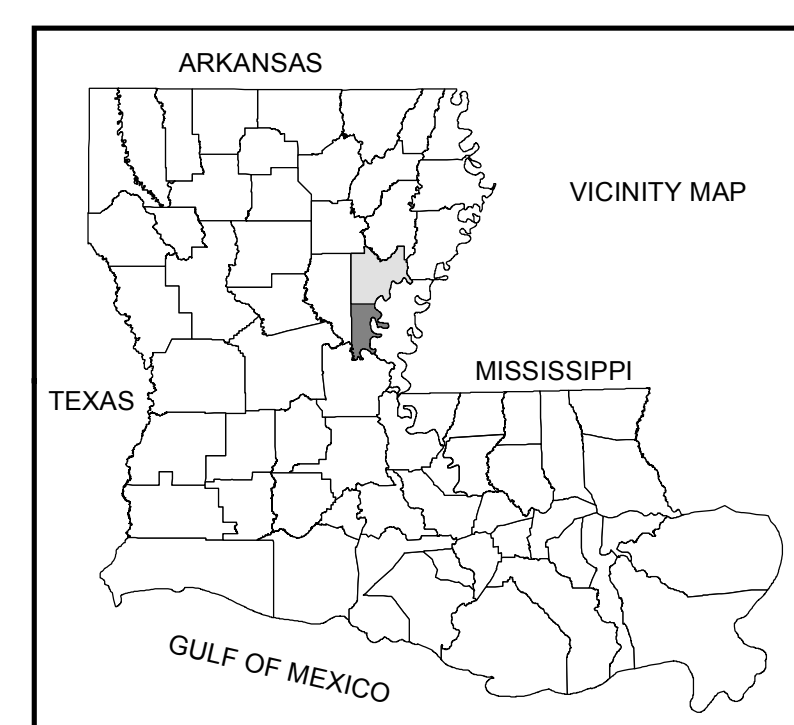 ARKANSAS
VICINITY MAP
MISSISSIPPI
TEXAS
GULF OF MEXICO